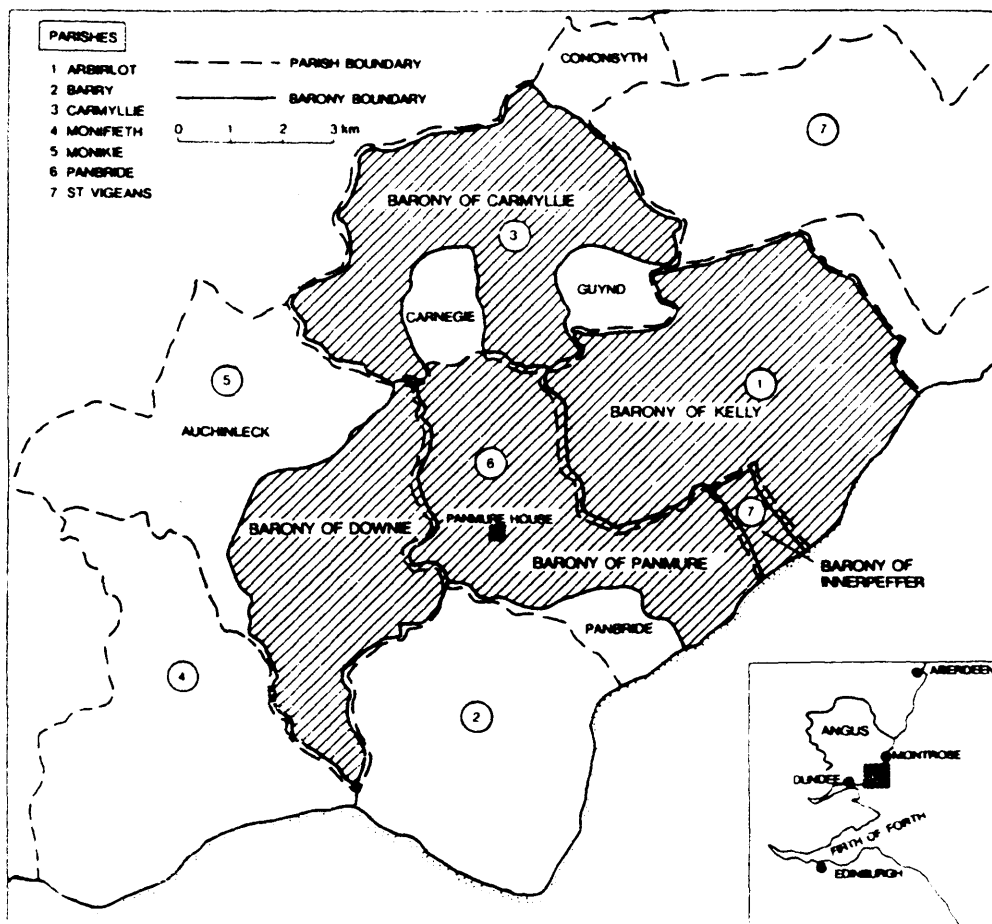 PARISHES
1 ARBIRLOT
2 BARRY
3 CARMYLLIE
4 MONIFIETH
5 MONIKIE
6 PANBRIDE
7 ST VIGEANS
PARISH BOUNDARY
BARONY BOUNDARY
0 1 2 3 km
CONONSYTH
7
BARONY OF CARMYLLIE
3
GUYND
CARNEGIE
5
1
BARONY OF KELLY
AUCHINLECK
6
7
PANMURE HOUSE
BARONY OF DOWNIE
BARONY OF PANMURE
BARONY OF
INNERPEFFER
PANBRIDE
4
2
ABERDEEN
ANGUS
MONTROSE
DUNDEE
FIRTH OF FORTH
EDINBURGH